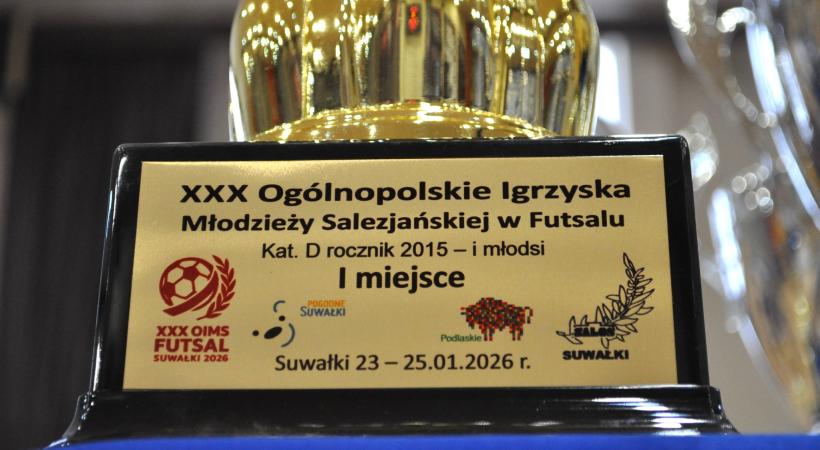 XXX Ogólnopolskie Igrzyska
Młodzieży Salezjańskiej w Futsalu
Kat. D rocznik 2015 – i młodsi
I miejsce
XXX OIMS
FUTSAL
SUWAŁKI 2026
POGODNE
SUWAŁKI
Podlaskie
SALOS
SUWAŁKI
Suwałki 23 – 25.01.2026 r.